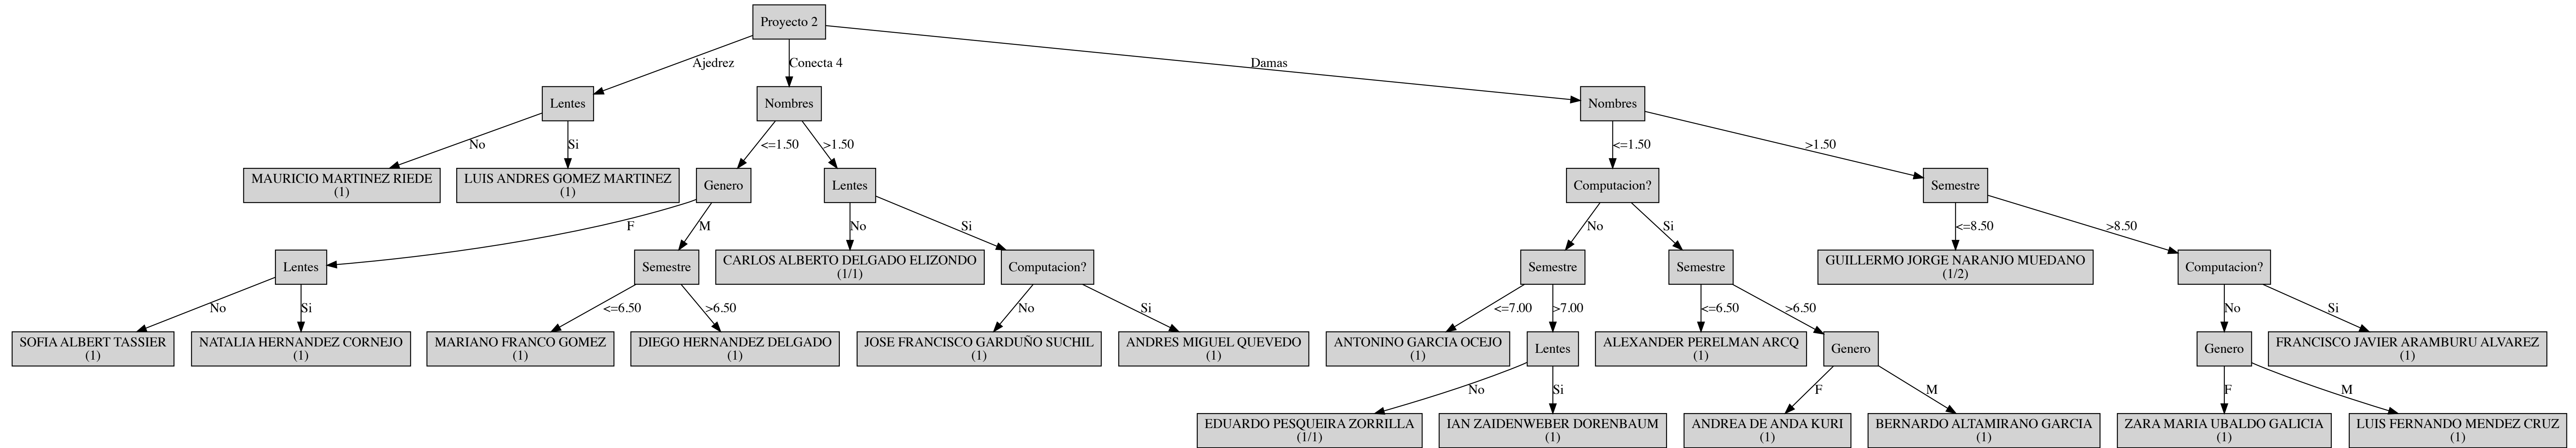 Proyecto 2
Ajedrez
Conecta 4
Damas
Lentes
Nombres
Nombres
No
Si
<=1.50
>1.50
<=1.50
>1.50
MAURICIO MARTINEZ RIEDE
(1)
LUIS ANDRES GOMEZ MARTINEZ
(1)
Genero
Lentes
Computacion?
Semestre
F
M
No
Si
No
Si
<=8.50
>8.50
Lentes
Semestre
CARLOS ALBERTO DELGADO ELIZONDO
(1/1)
Computacion?
Semestre
Semestre
GUILLERMO JORGE NARANJO MUEDANO
(1/2)
Computacion?
No
Si
<=6.50
>6.50
No
Si
<=7.00
>7.00
<=6.50
>6.50
No
Si
SOFIA ALBERT TASSIER
(1)
NATALIA HERNANDEZ CORNEJO
(1)
MARIANO FRANCO GOMEZ
(1)
DIEGO HERNANDEZ DELGADO
(1)
JOSE FRANCISCO GARDUÑO SUCHIL
(1)
ANDRES MIGUEL QUEVEDO
(1)
ANTONINO GARCIA OCEJO
(1)
Lentes
ALEXANDER PERELMAN ARCQ
(1)
Genero
Genero
FRANCISCO JAVIER ARAMBURU ALVAREZ
(1)
No
Si
F
M
F
M
EDUARDO PESQUEIRA ZORRILLA
(1/1)
IAN ZAIDENWEBER DORENBAUM
(1)
ANDREA DE ANDA KURI
(1)
BERNARDO ALTAMIRANO GARCIA
(1)
ZARA MARIA UBALDO GALICIA
(1)
LUIS FERNANDO MENDEZ CRUZ
(1)